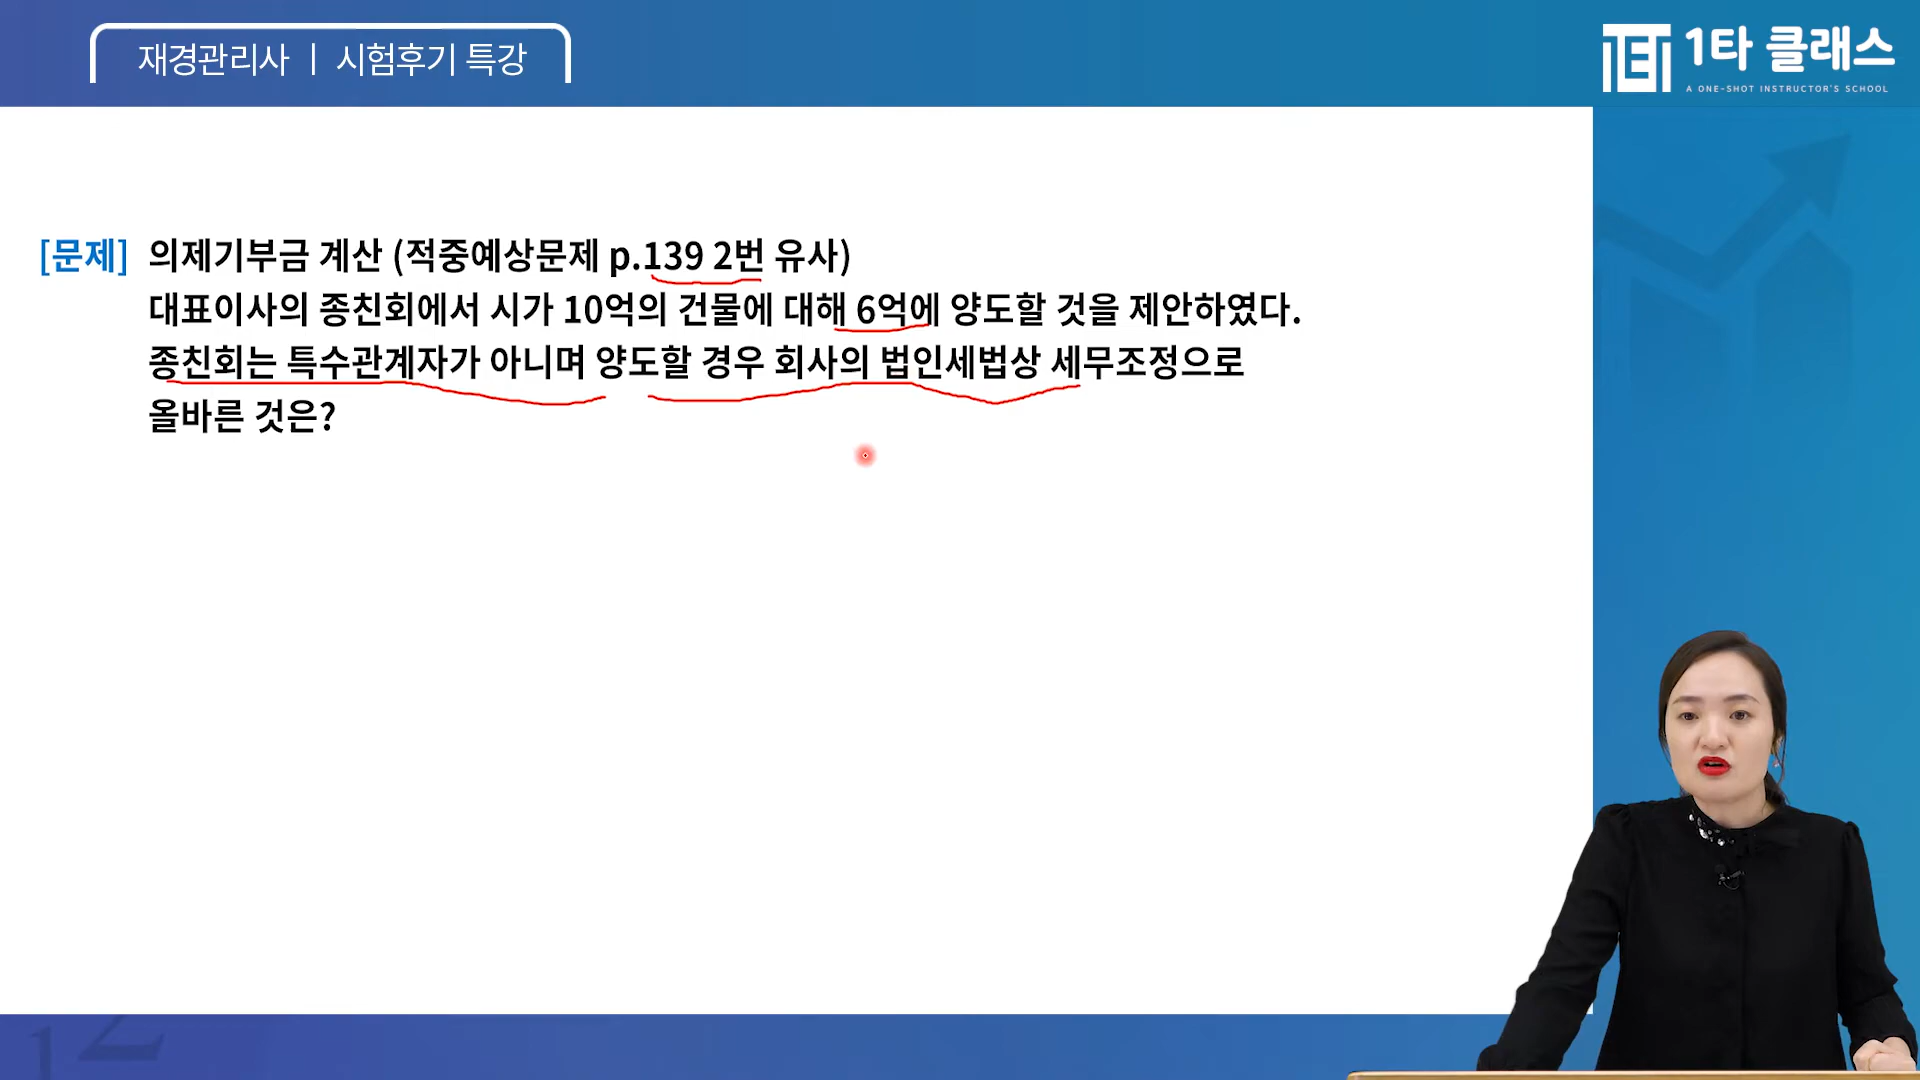 재경관리사 | 시험후기 특강
1타 클래스
A ONE-SHOT INSTRUCTOR'S SCHOOL
[문제] 의제기부금 계산 (적중예상문제 p.139 2번 유사)
대표이사의 종친회에서 시가 10억의 건물에 대해 6억에 양도할 것을 제안하였다.
종친회는 특수관계자가 아니며 양도할 경우 회사의 법인세법상 세무조정으로
올바른 것은?
12